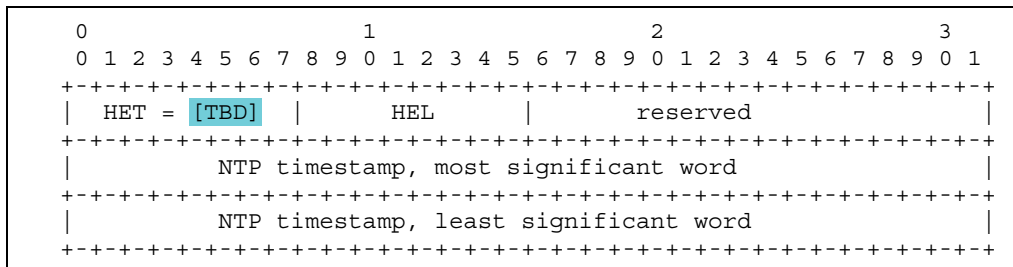 0                   1                   2                   3
0 1 2 3 4 5 6 7 8 9 0 1 2 3 4 5 6 7 8 9 0 1 2 3 4 5 6 7 8 9 0 1
+-+-+-+-+-+-+-+-+-+-+-+-+-+-+-+-+-+-+-+-+-+-+-+-+-+-+-+-+-+-+-+-+
|  HET = [TBD]  |      HEL      |       reserved                |
+-+-+-+-+-+-+-+-+-+-+-+-+-+-+-+-+-+-+-+-+-+-+-+-+-+-+-+-+-+-+-+-+
|          NTP timestamp, most significant word                 |
+-+-+-+-+-+-+-+-+-+-+-+-+-+-+-+-+-+-+-+-+-+-+-+-+-+-+-+-+-+-+-+-+
|          NTP timestamp, least significant word                |
+-+-+-+-+-+-+-+-+-+-+-+-+-+-+-+-+-+-+-+-+-+-+-+-+-+-+-+-+-+-+-+-+